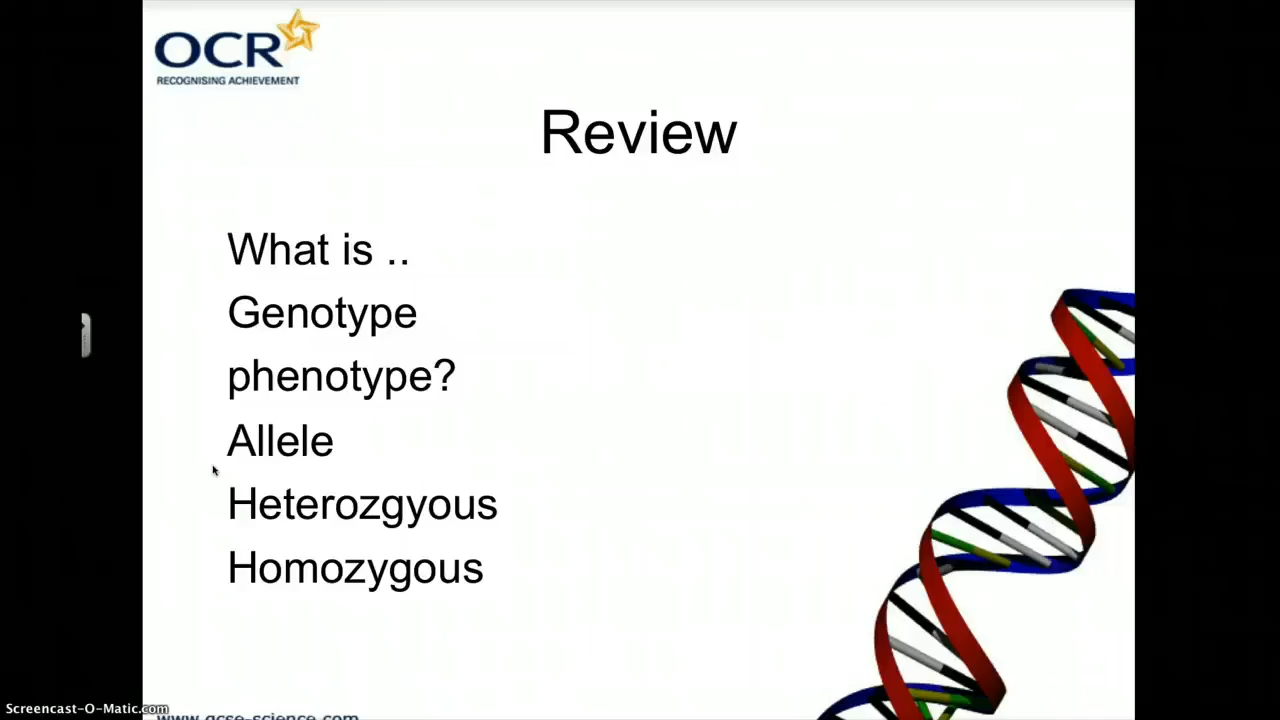 OCR
RECOGNISING ACHIEVEMENT
Review
What is ..
Genotype
phenotype?
Allele
Heterozgyous
Homozygous
Screencast-O-Matic.com
www.gcse-science.com